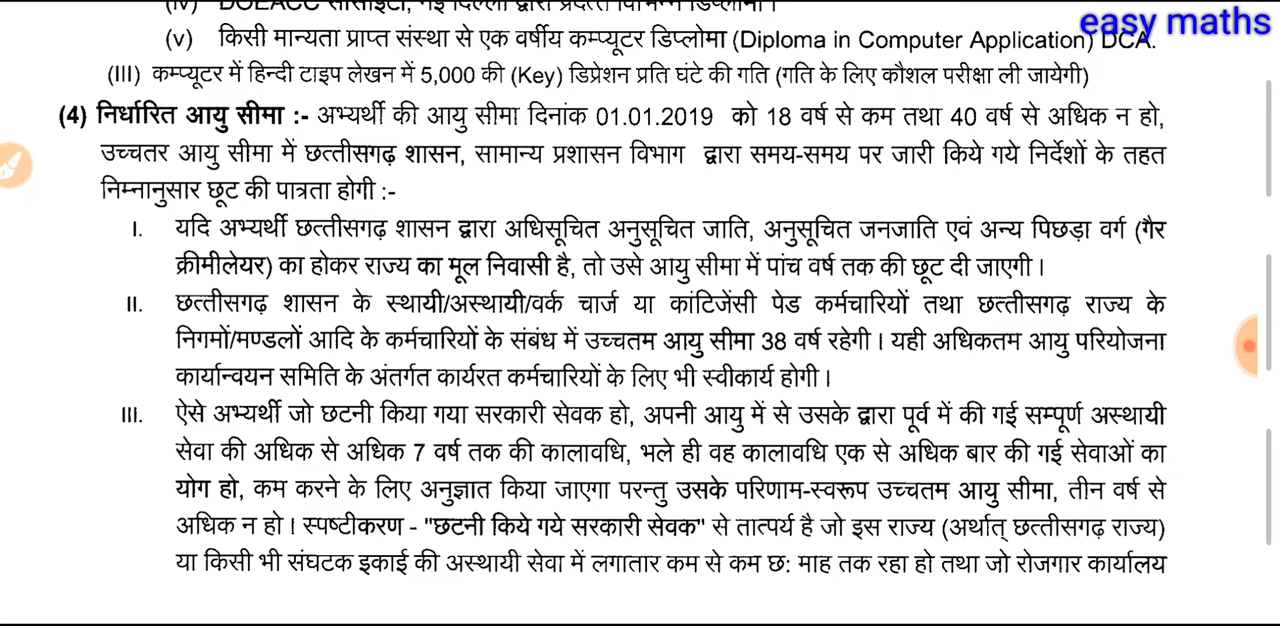 (iv) DOEACC सोसाइटी, नई दिल्ली द्वारा प्रदत्त विभिन्न डिप्लोमा।
easy maths
(v) किसी मान्यता प्राप्त संस्था से एक वर्षीय कम्प्यूटर डिप्लोमा (Diploma in Computer Application) DCA.
(III) कम्प्यूटर में हिन्दी टाइप लेखन में 5,000 की (Key) डिप्रेशन प्रति घंटे की गति (गति के लिए कौशल परीक्षा ली जायेगी)
(4) निर्धारित आयु सीमा :- अभ्यर्थी की आयु सीमा दिनांक 01.01.2019 को 18 वर्ष से कम तथा 40 वर्ष से अधिक न हो,
उच्चतर आयु सीमा में छत्तीसगढ़ शासन, सामान्य प्रशासन विभाग द्वारा समय-समय पर जारी किये गये निर्देशों के तहत
निम्नानुसार छूट की पात्रता होगी :-
I. यदि अभ्यर्थी छत्तीसगढ़ शासन द्वारा अधिसूचित अनुसूचित जाति, अनुसूचित जनजाति एवं अन्य पिछड़ा वर्ग (गैर
क्रीमीलेयर) का होकर राज्य का मूल निवासी है, तो उसे आयु सीमा में पांच वर्ष तक की छूट दी जाएगी।
II. छत्तीसगढ़ शासन के स्थायी/अस्थायी/वर्क चार्ज या कांटिजेंसी पेड कर्मचारियों तथा छत्तीसगढ़ राज्य के
निगमों/मण्डलों आदि के कर्मचारियों के संबंध में उच्चतम आयु सीमा 38 वर्ष रहेगी। यही अधिकतम आयु परियोजना
कार्यान्वयन समिति के अंतर्गत कार्यरत कर्मचारियों के लिए भी स्वीकार्य होगी।
III. ऐसे अभ्यर्थी जो छटनी किया गया सरकारी सेवक हो, अपनी आयु में से उसके द्वारा पूर्व में की गई सम्पूर्ण अस्थायी
सेवा की अधिक से अधिक 7 वर्ष तक की कालावधि, भले ही वह कालावधि एक से अधिक बार की गई सेवाओं का
योग हो, कम करने के लिए अनुज्ञात किया जाएगा परन्तु उसके परिणाम-स्वरूप उच्चतम आयु सीमा, तीन वर्ष से
अधिक न हो। स्पष्टीकरण - "छटनी किये गये सरकारी सेवक" से तात्पर्य है जो इस राज्य (अर्थात् छत्तीसगढ़ राज्य)
या किसी भी संघटक इकाई की अस्थायी सेवा में लगातार कम से कम छ: माह तक रहा हो तथा जो रोजगार कार्यालय